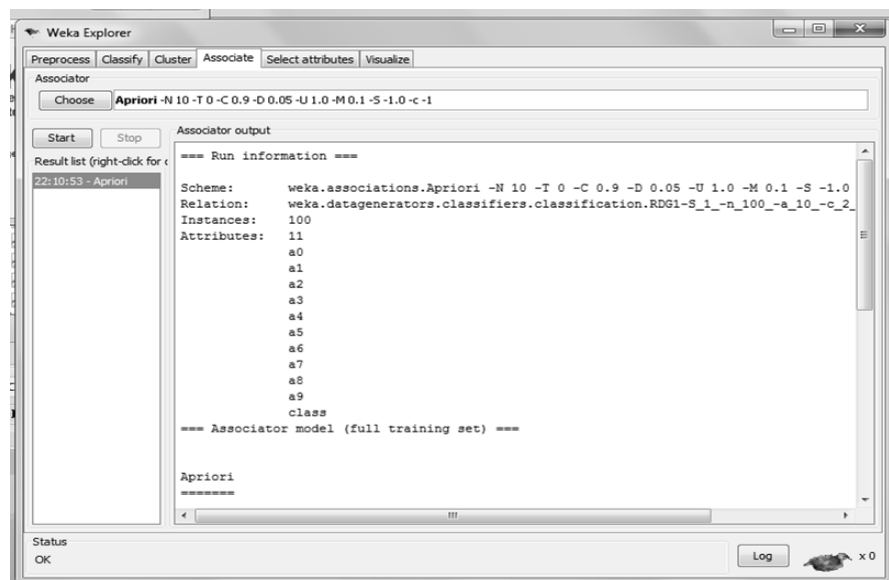 Weka Explorer
Preprocess Classify Cluster Associate Select attributes Visualize
Associator
Choose Apriori -N 10 -T 0 -C 0.9 -D 0.05 -U 1.0 -M 0.1 -S -1.0 -c -1
Start Stop
Result list (right-click for c
22:10:53 - Apriori
Associator output
=== Run information ===
Scheme: weka.associations.Apriori -N 10 -T 0 -C 0.9 -D 0.05 -U 1.0 -M 0.1 -S -1.0
Relation: weka.datagenerators.classifiers.classification.RDG1-S_1_-n_100_-a_10_-c_2_
Instances: 100
Attributes: 11
a0
a1
a2
a3
a4
a5
a6
a7
a8
a9
class
=== Associator model (full training set) ===
Apriori
=======
Status
OK
Log x 0